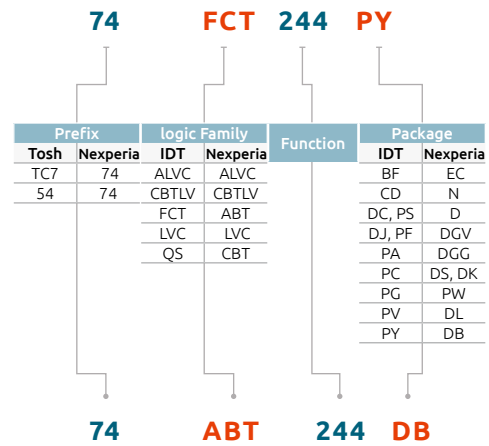 74 FCT 244 PY
Prefix logic Family Function Package
Tosh Nexperia IDT Nexperia IDT Nexperia
TC7 74 ALVC ALVC BF EC
54 74 CBTLV CBTLV CD N
FCT ABT DC, PS D
LVC LVC DJ, PF DGV
QS CBT PA DGG
PC DS, DK
PG PW
PV DL
PY DB
74 ABT 244 DB